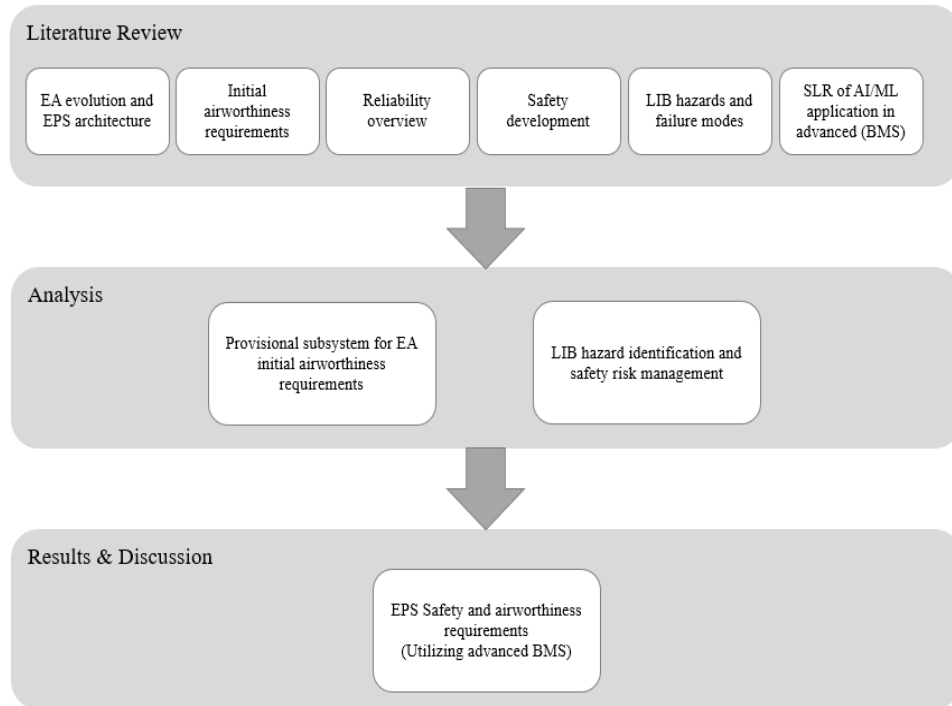 Literature Review
EA evolution and
EPS architecture
Initial
airworthiness
requirements
Reliability
overview
Safety
development
LIB hazards and
failure modes
SLR of AI/ML
application in
advanced (BMS)
Analysis
Provisional subsystem for EA
initial airworthiness
requirements
LIB hazard identification and
safety risk management
Results & Discussion
EPS Safety and airworthiness
requirements
(Utilizing advanced BMS)